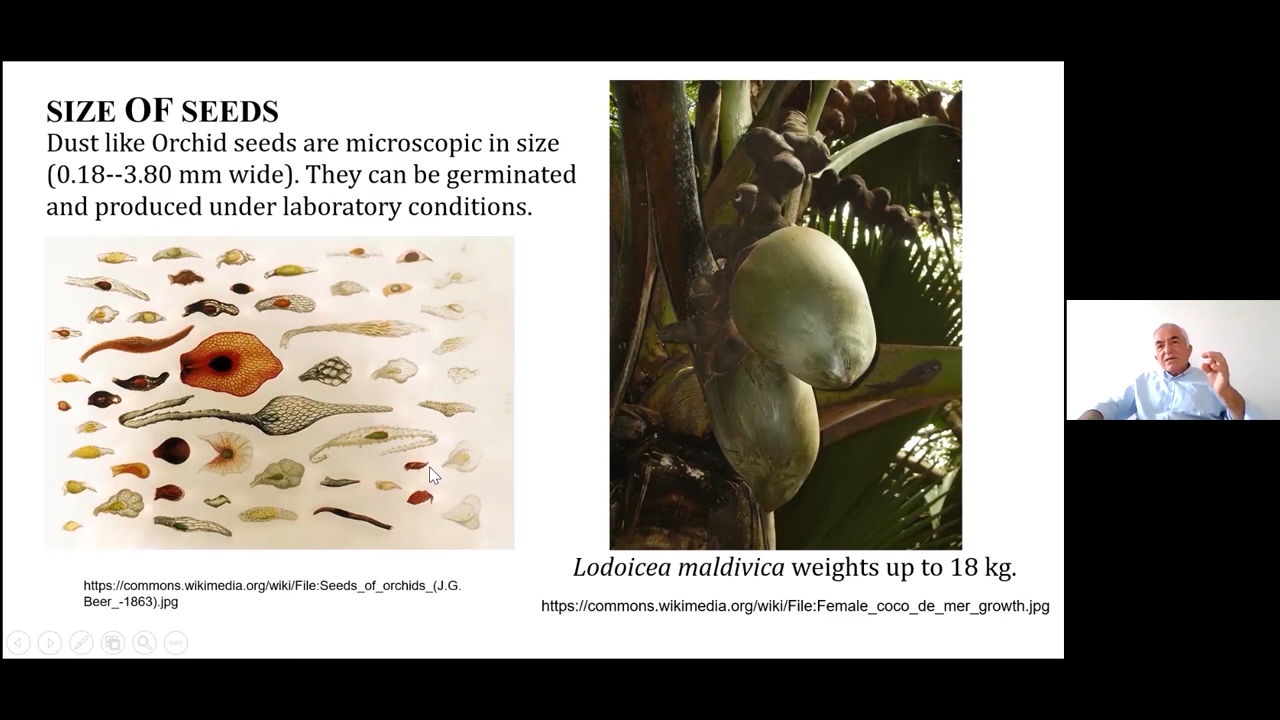 SIZE OF SEEDS
Dust like Orchid seeds are microscopic in size
(0.18--3.80 mm wide). They can be germinated
and produced under laboratory conditions.
https://commons.wikimedia.org/wiki/File:Seeds_of_orchids_(J.G.
Beer_-1863).jpg
Lodoicea maldivica weights up to 18 kg.
https://commons.wikimedia.org/wiki/File:Female_coco_de_mer_growth.jpg